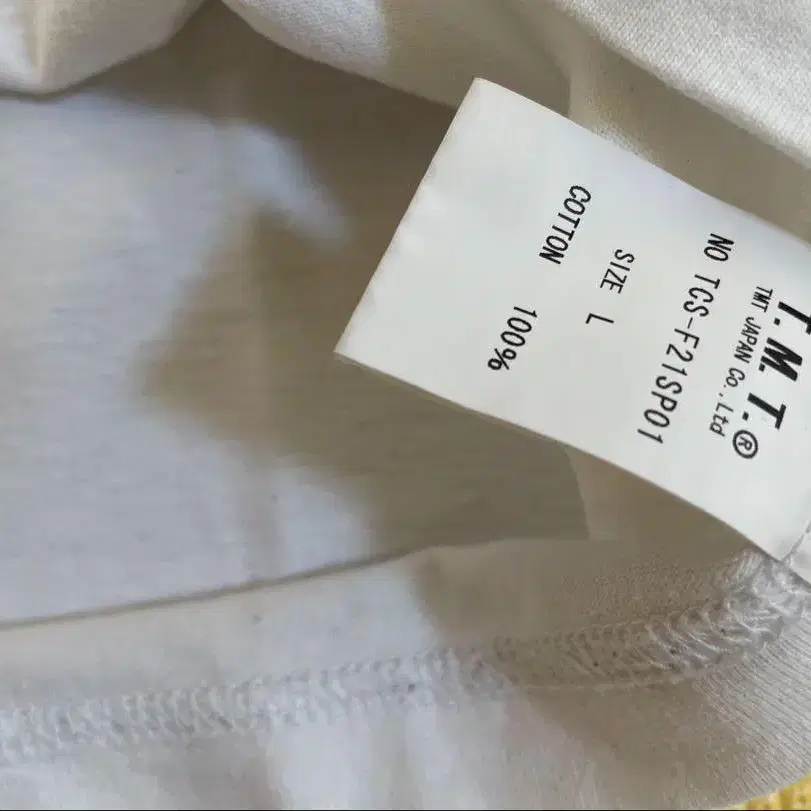 T.M.T.®
TMT JAPAN Co.,Ltd
NO TCS-F21SP01
SIZE L
COTTON 100%